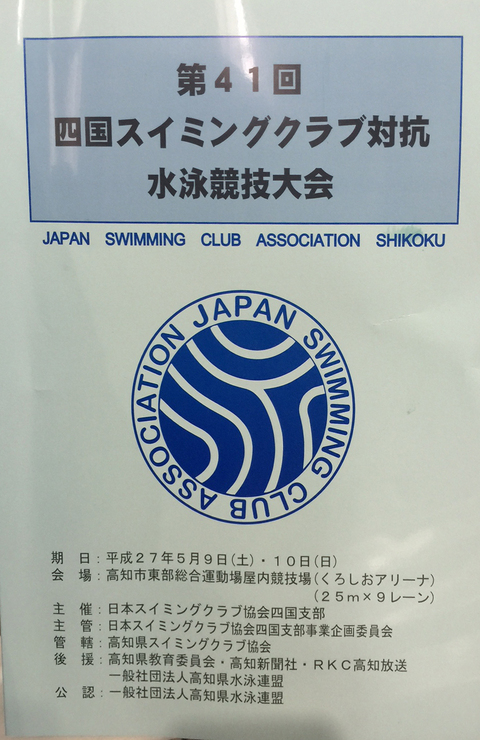 第４１回
四国スイミングクラブ対抗
水泳競技大会
JAPAN SWIMMING CLUB ASSOCIATION SHIKOKU
JAPAN SWIMMING CLUB ASSOCIATION
期 日：平成２７年５月９日(土)・１０日(日)
会 場：高知市東部総合運動場屋内競技場(くろしおアリーナ)
(２５ｍ×９レーン)
主 催：日本スイミングクラブ協会四国支部
主 管：日本スイミングクラブ協会四国支部事業企画委員会
管 轄：高知県スイミングクラブ協会
後 援：高知県教育委員会・高知新聞社・ＲＫＣ高知放送
一般社団法人高知県水泳連盟
公 認：一般社団法人高知県水泳連盟